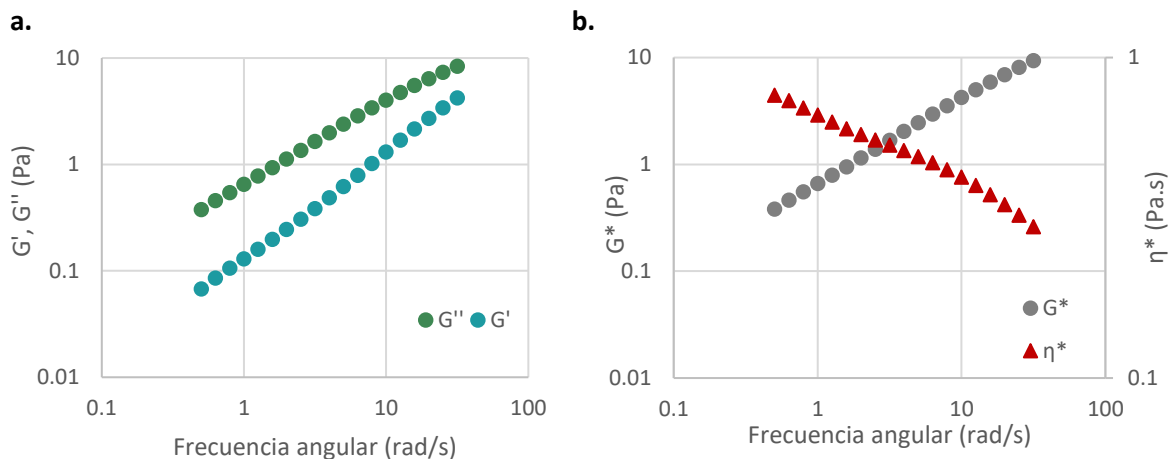 a.
10
1
0.1
0.01
0.1
1
10
100
G', G'' (Pa)
Frecuencia angular (rad/s)
G''
G'
b.
10
1
0.1
0.01
0.1
1
10
100
1
0.1
G* (Pa)
η* (Pa.s)
Frecuencia angular (rad/s)
G*
η*